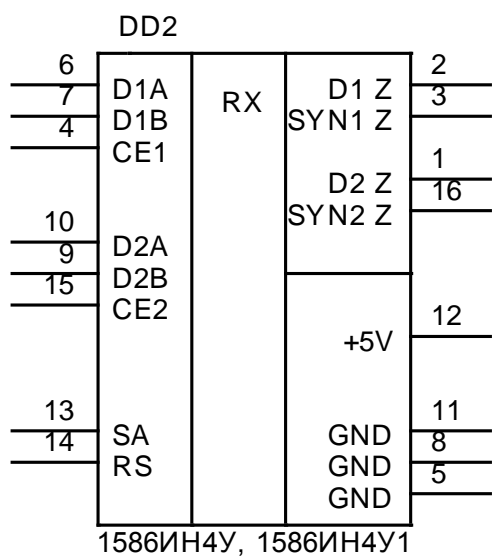 DD2
6 D1A RX D1 Z 2
7 D1B SYN1 Z 3
4 CE1
D2 Z 1
10 D2A SYN2 Z 16
9 D2B
15 CE2
+5V 12
13 SA GND 11
14 RS GND 8
GND 5
1586ИН4У, 1586ИН4У1